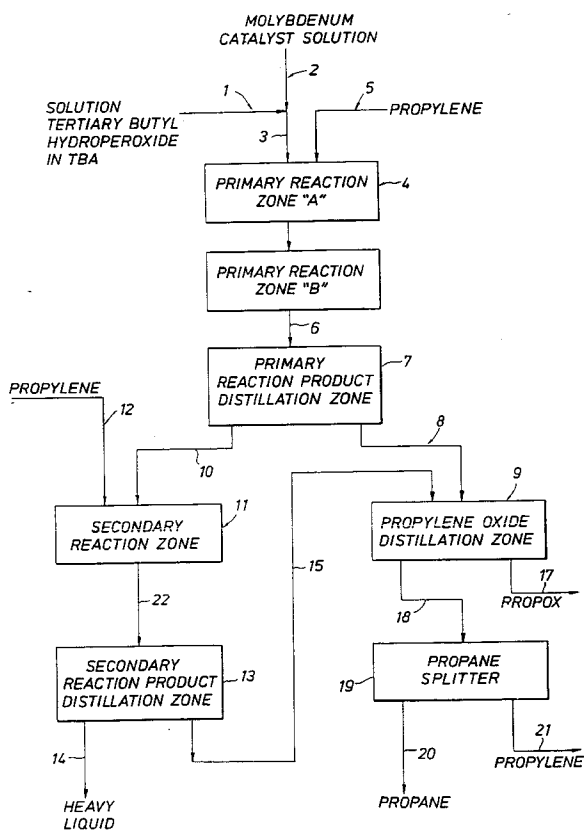 MOLYBDENUM
CATALYST SOLUTION
2
1
5
SOLUTION
TERTIARY BUTYL
HYDROPEROXIDE
IN TBA
PROPYLENE
3
PRIMARY REACTION
ZONE "A"
4
PRIMARY REACTION
ZONE "B"
6
PRIMARY
REACTION PRODUCT
DISTILLATION ZONE
7
PROPYLENE
12
8
10
9
SECONDARY
REACTION ZONE
11
PROPYLENE OXIDE
DISTILLATION ZONE
15
17
PROPOX
22
18
SECONDARY
REACTION PRODUCT
DISTILLATION ZONE
13
PROPANE
SPLITTER
19
14
20
21
PROPYLENE
HEAVY
LIQUID
PROPANE